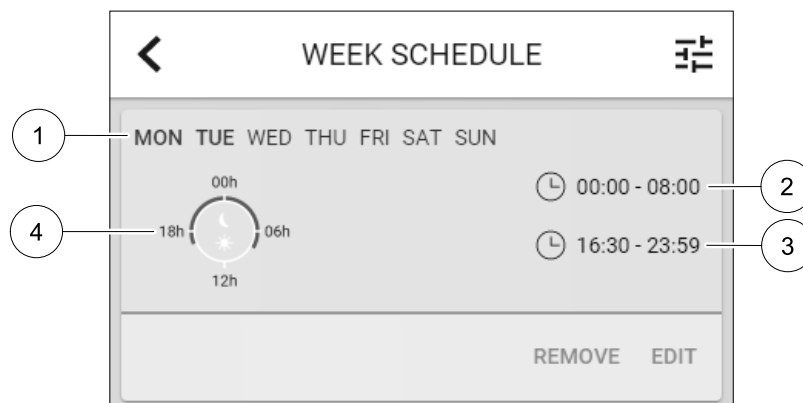 WEEK SCHEDULE
1
MON TUE WED THU FRI SAT SUN
00h
00:00 - 08:00
2
4
18h
06h
16:30 - 23:59
3
12h
REMOVE EDIT